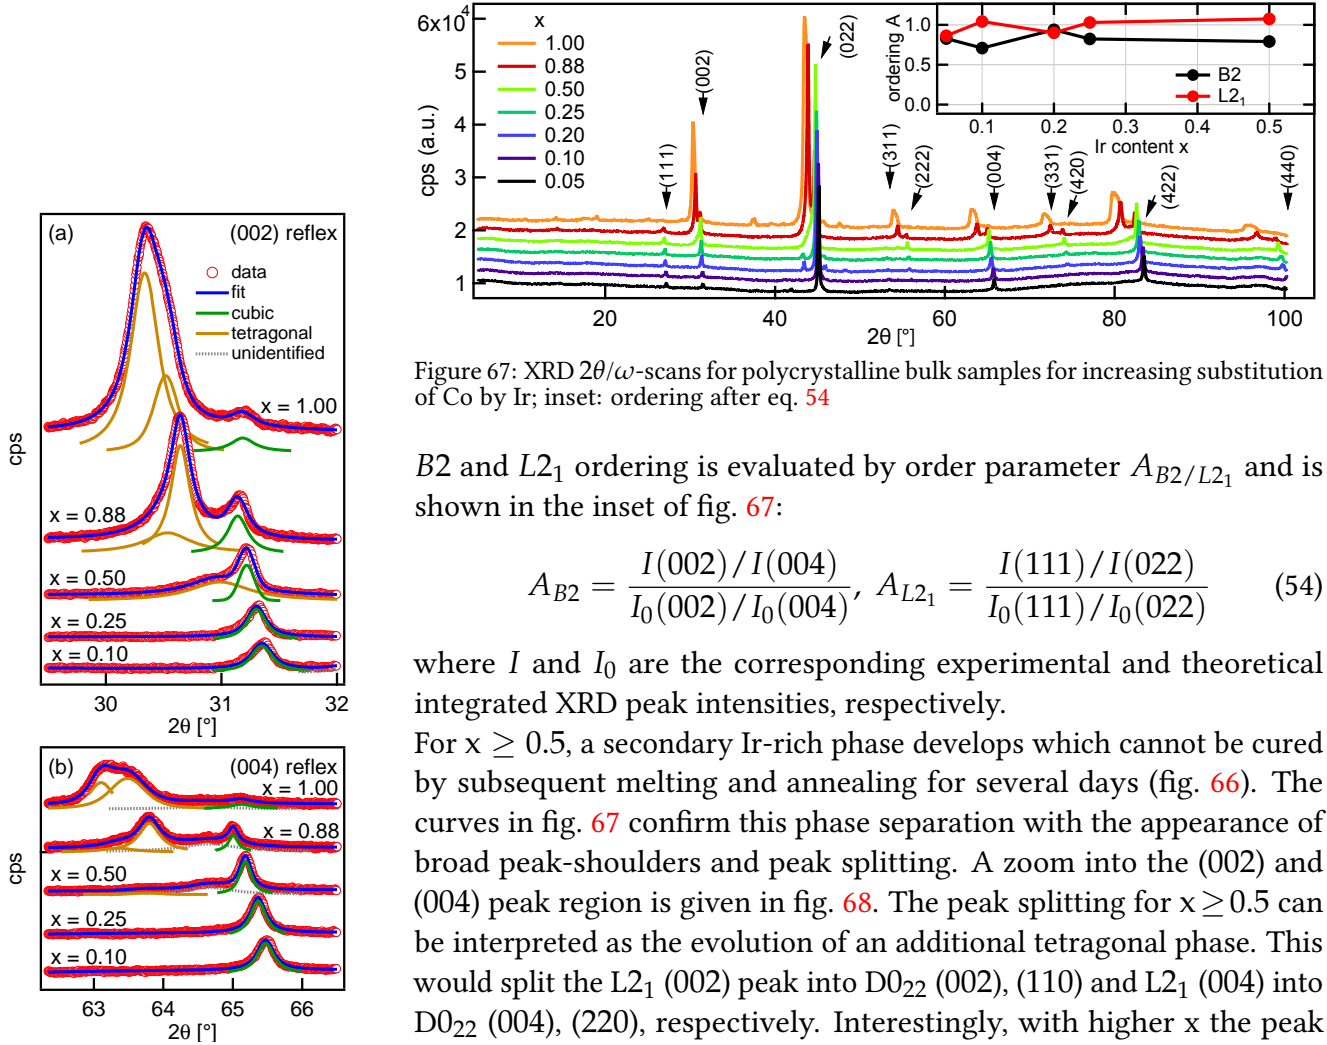 (a)
(002) reflex
data
fit
cubic
tetragonal
unidentified
x = 1.00
x = 0.88
x = 0.50
x = 0.25
x = 0.10
cps
30
31
32
2θ [°]
(b)
(004) reflex
x = 1.00
x = 0.88
x = 0.50
x = 0.25
x = 0.10
cps
63
64
65
66
2θ [°]
6x10⁴
5
4
3
2
1
cps (a.u.)
x
1.00
0.88
0.50
0.25
0.20
0.10
0.05
(111)
(002)
(022)
(311)
(222)
(004)
(331)
(420)
(422)
(440)
20
40
60
80
100
2θ [°]
ordering A
1.0
0.5
0.0
B2
L2₁
0.1
0.2
0.3
0.4
0.5
Ir content x
Figure 67: XRD 2θ/ω-scans for polycrystalline bulk samples for increasing substitution
of Co by Ir; inset: ordering after eq. 54
B2 and L2₁ ordering is evaluated by order parameter A_{B2/L2₁} and is
shown in the inset of fig. 67:
A_{B2} = \frac{I(002)/I(004)}{I₀(002)/I₀(004)}, A_{L2₁} = \frac{I(111)/I(022)}{I₀(111)/I₀(022)} (54)
where I and I₀ are the corresponding experimental and theoretical
integrated XRD peak intensities, respectively.
For x ≥ 0.5, a secondary Ir-rich phase develops which cannot be cured
by subsequent melting and annealing for several days (fig. 66). The
curves in fig. 67 confirm this phase separation with the appearance of
broad peak-shoulders and peak splitting. A zoom into the (002) and
(004) peak region is given in fig. 68. The peak splitting for x ≥ 0.5 can
be interpreted as the evolution of an additional tetragonal phase. This
would split the L2₁ (002) peak into D0₂₂ (002), (110) and L2₁ (004) into
D0₂₂ (004), (220), respectively. Interestingly, with higher x the peak